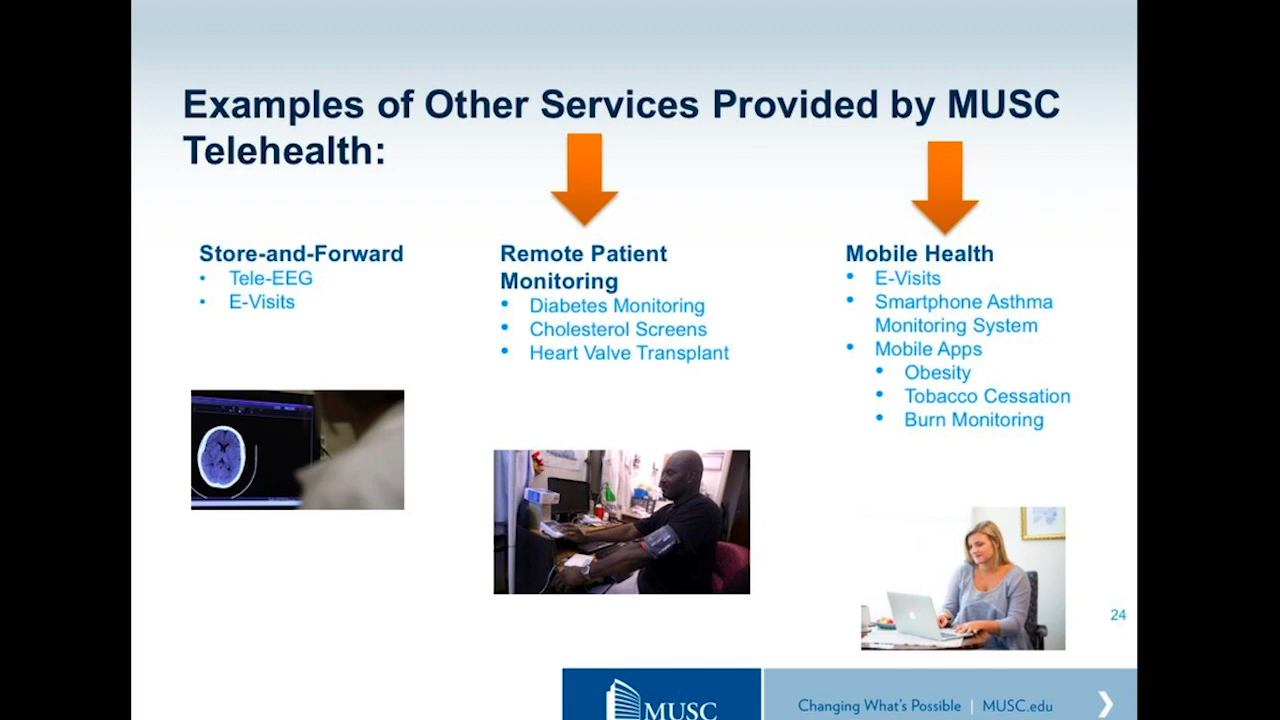 Examples of Other Services Provided by MUSC
Telehealth:
Store-and-Forward
• Tele-EEG
• E-Visits
Remote Patient
Monitoring
• Diabetes Monitoring
• Cholesterol Screens
• Heart Valve Transplant
Mobile Health
• E-Visits
• Smartphone Asthma
Monitoring System
• Mobile Apps
• Obesity
• Tobacco Cessation
• Burn Monitoring
24
MUSC
Changing What's Possible | MUSC.edu